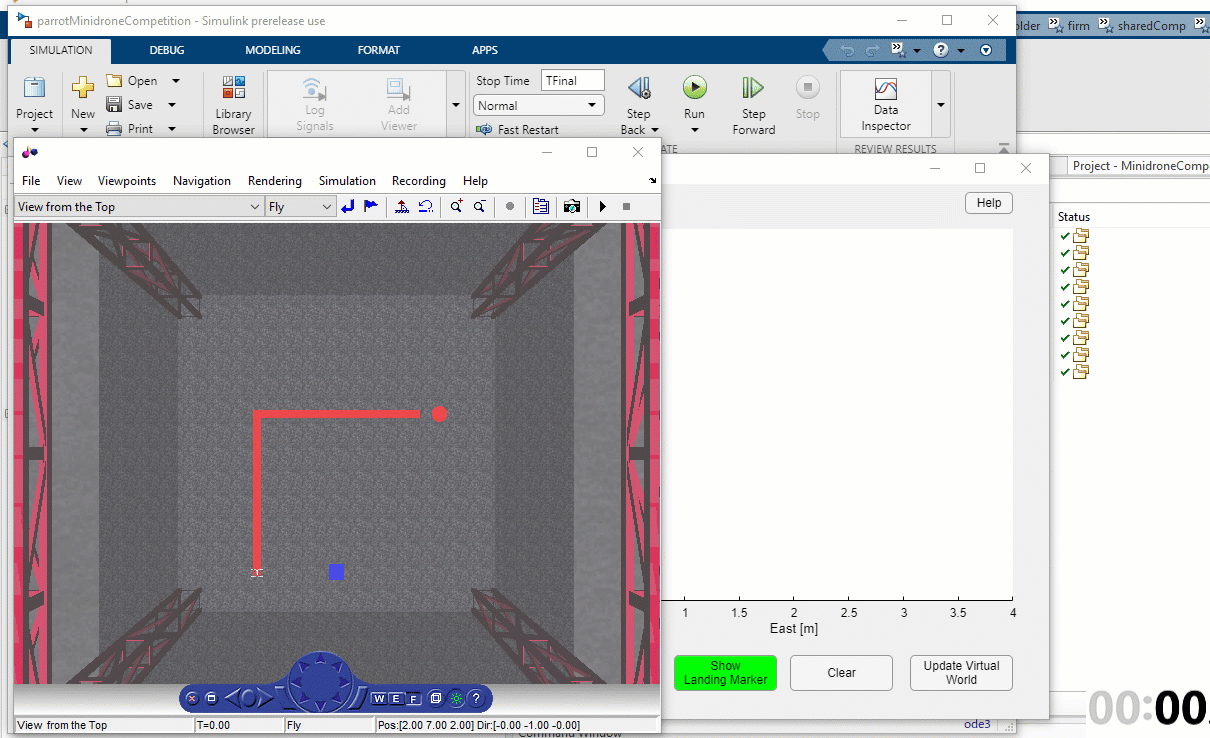 parrotMinidroneCompetition - Simulink prerelease use
older firm sharedComp
SIMULATION DEBUG MODELING FORMAT APPS
Project
New
Open
Save
Print
Library
Browser
Log
Signals
Add
Viewer
Stop Time TFinal
Normal
Fast Restart
Step
Back
Run
Step
Forward
Stop
Data
Inspector
ATE
REVIEW RESULTS
Project - MinidroneComp
File View Viewpoints Navigation Rendering Simulation Recording Help
View from the Top Fly
Help
Status
1 1.5 2 2.5 3 3.5 4
East [m]
Show
Landing Marker
Clear
Update Virtual
World
W E F ?
View from the Top T=0.00 Fly Pos:[2.00 7.00 2.00] Dir:[-0.00 -1.00 -0.00]
ode3
Command Window
00:00.